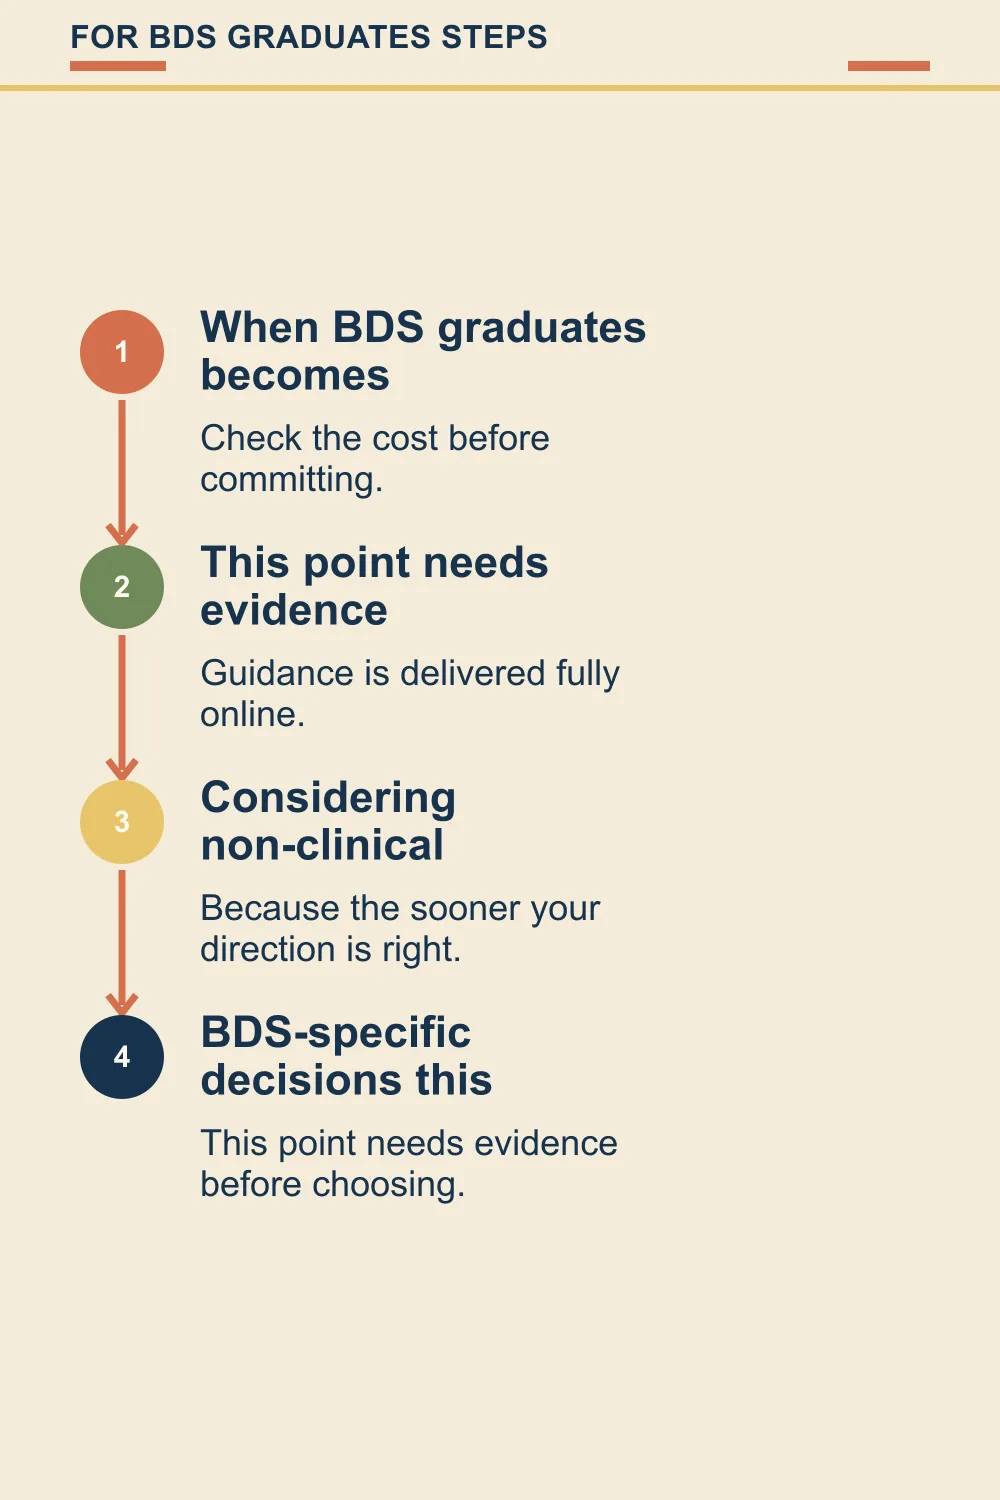 FOR BDS GRADUATES STEPS
1
When BDS graduates
becomes
Check the cost before
committing.
2
This point needs
evidence
Guidance is delivered fully
online.
3
Considering
non-clinical
Because the sooner your
direction is right.
4
BDS-specific
decisions this
This point needs evidence
before choosing.